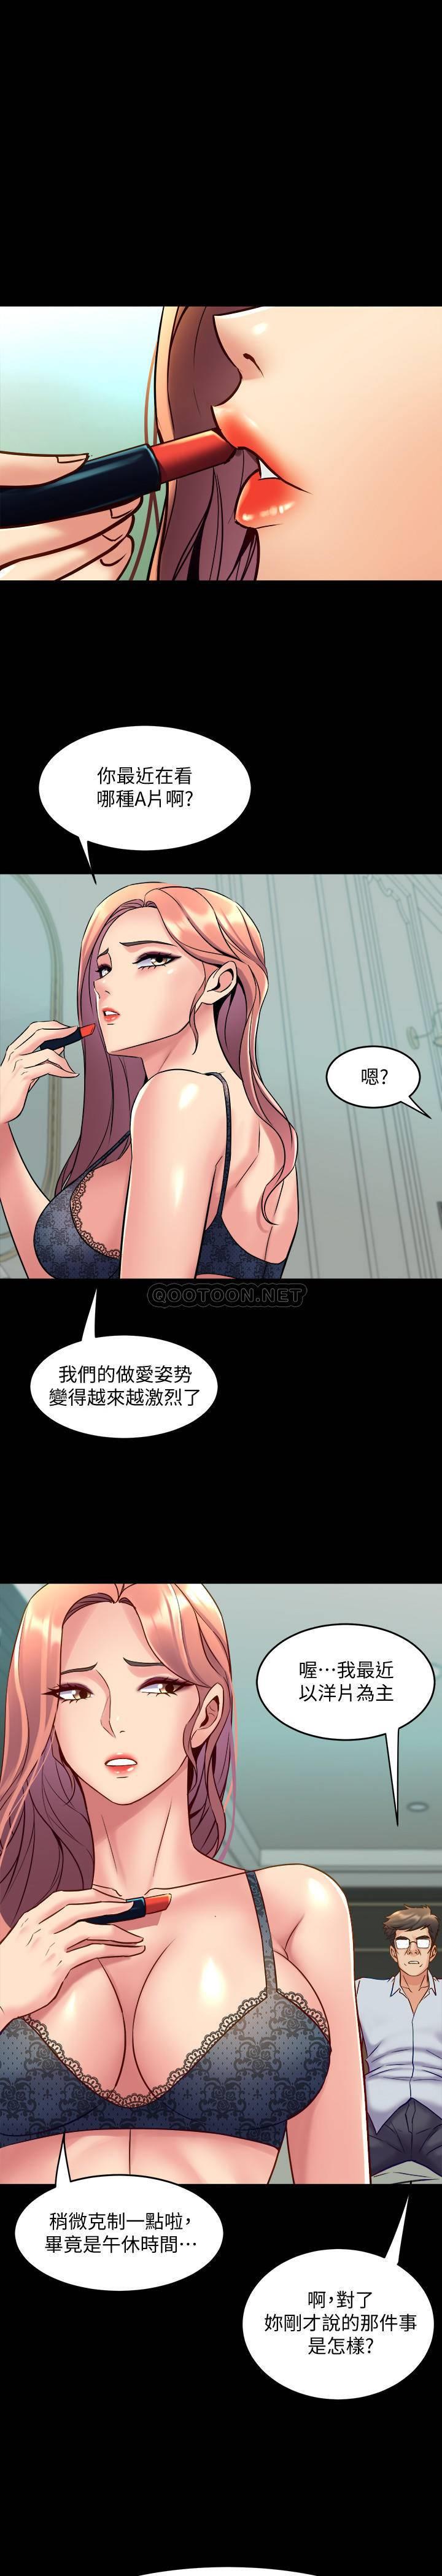 你最近在看
哪種A片啊?
嗯?
QOOTOON.NET
我們的做愛姿势
變得越來越激烈了
喔⋯我最近
以洋片為主
稍微克制一點啦,
畢竟是午休時間⋯
啊,對了
妳剛才說的那件事
是怎樣?